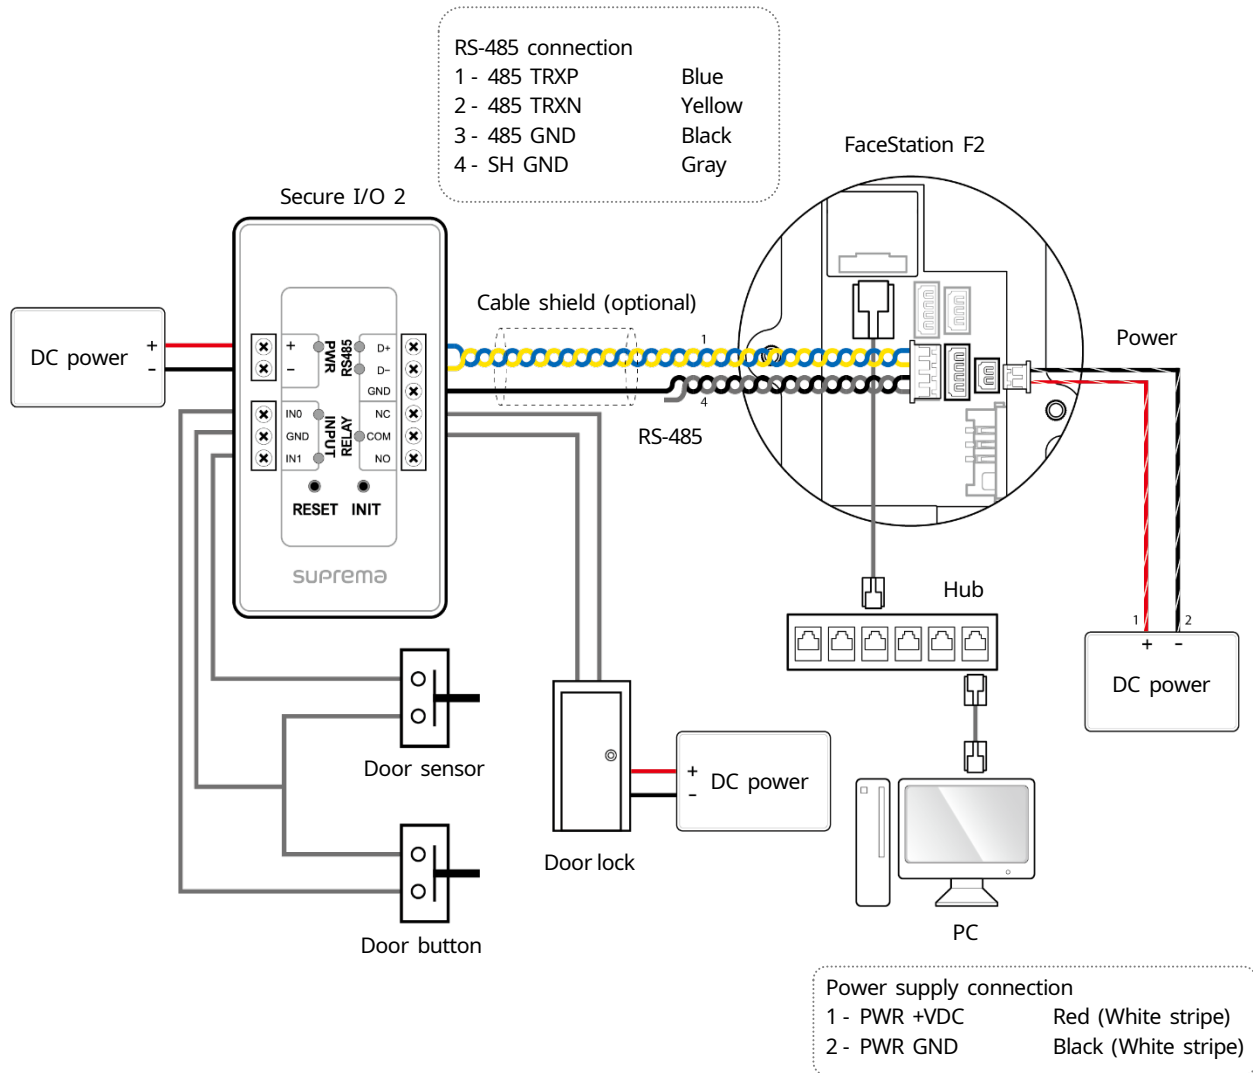 RS-485 connection
1 - 485 TRXP Blue
2 - 485 TRXN Yellow
3 - 485 GND Black
4 - SH GND Gray
FaceStation F2
Secure I/O 2
Cable shield (optional)
Power
DC power
+
-
+
-
PWR
RS485
D+
D-
GND
IN0
GND
IN1
INPUT
RELAY
NC
COM
NO
RESET INIT
suprema
1
4
RS-485
Hub
1
2
+ -
DC power
Door sensor
DC power
+
-
Door lock
Door button
PC
Power supply connection
1 - PWR +VDC Red (White stripe)
2 - PWR GND Black (White stripe)